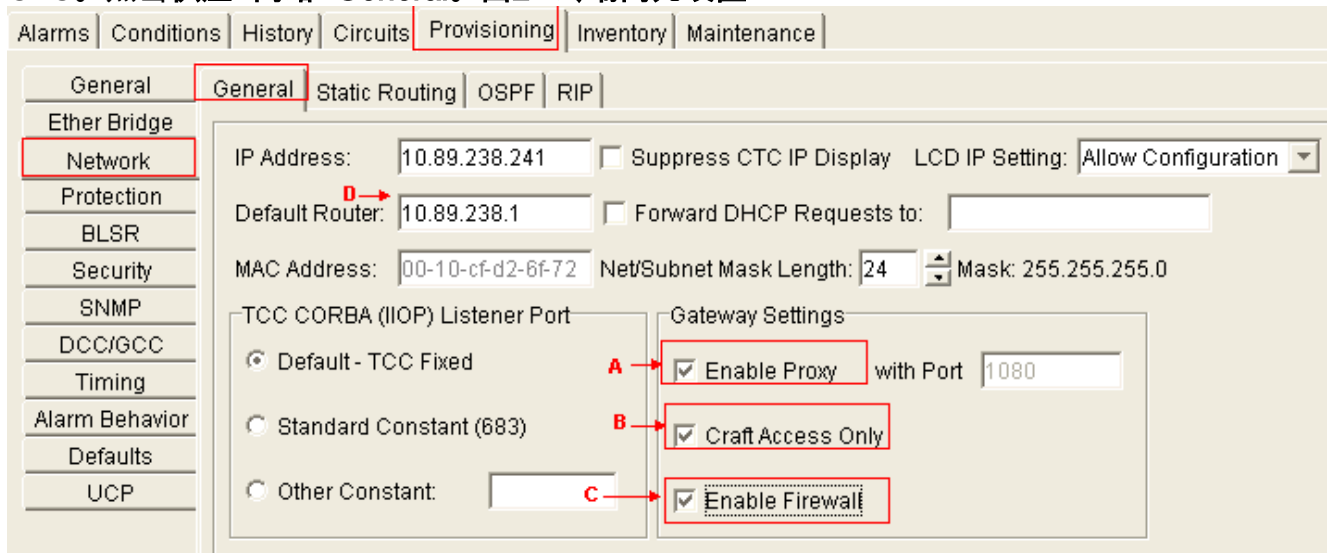 Alarms Conditions History Circuits Provisioning Inventory Maintenance
General
Ether Bridge
Network
Protection
BLSR
Security
SNMP
DCC/GCC
Timing
Alarm Behavior
Defaults
UCP
General Static Routing OSPF RIP
IP Address: 10.89.238.241 Suppress CTC IP Display LCD IP Setting: Allow Configuration
D
Default Router: 10.89.238.1 Forward DHCP Requests to:
MAC Address: 00-10-cf-d2-6f-72 Net/Subnet Mask Length: 24 Mask: 255.255.255.0
TCC CORBA (IIOP) Listener Port
Default - TCC Fixed
Standard Constant (683)
Other Constant:
Gateway Settings
A Enable Proxy with Port 1080
B Craft Access Only
C Enable Firewall